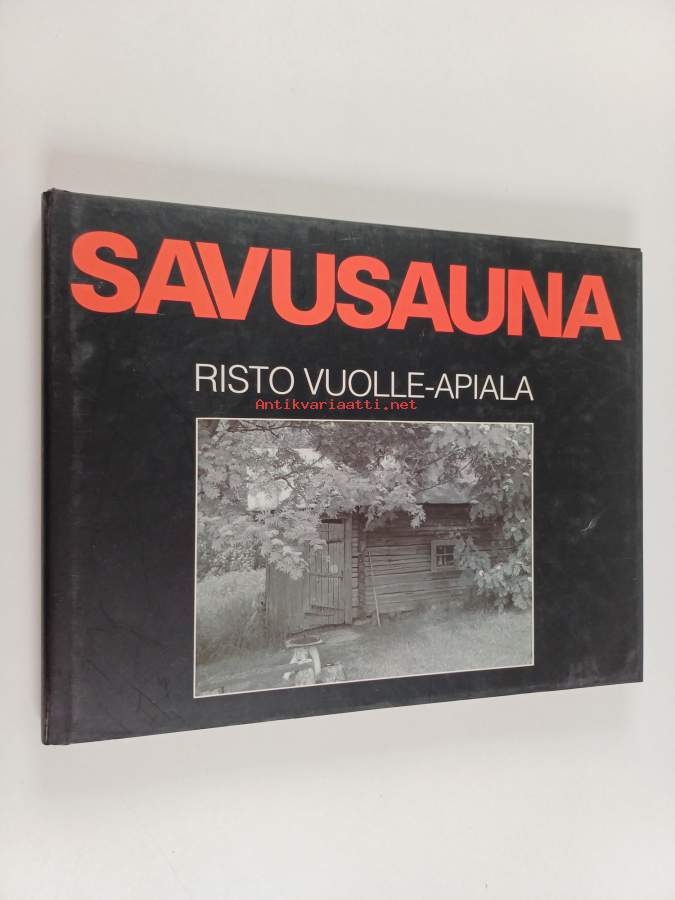 SAVUSAUNA
RISTO VUOLLE-APIALA
Antikvariaatti.net